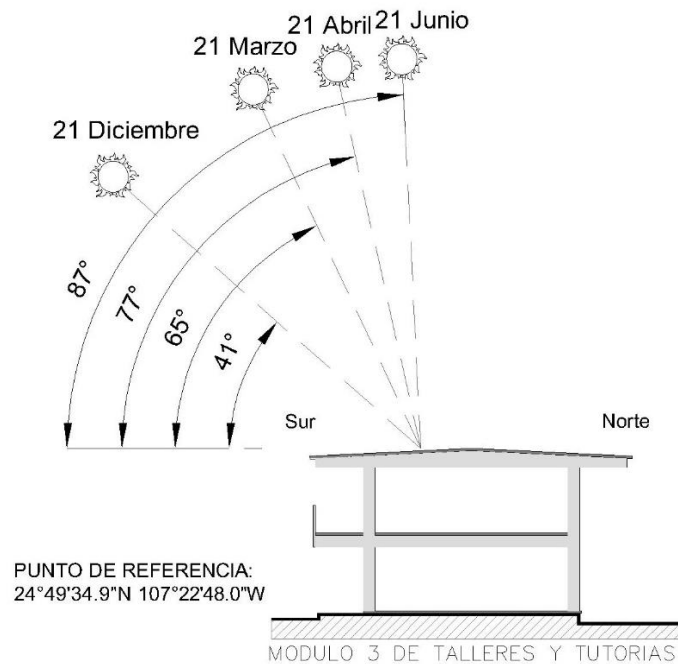 21 Abril 21 Junio
21 Marzo
21 Diciembre
87°
77°
65°
41°
Sur
Norte
PUNTO DE REFERENCIA:
24°49'34.9"N 107°22'48.0"W
MODULO 3 DE TALLERES Y TUTORIAS